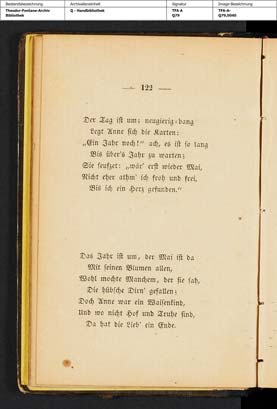 Bestandsbezeichnung
Archivalieneinheit
Signatur
Image-Bezeichnung
Theodor-Fontane-Archiv
Bibliothek
Q - Handbibliothek
TFA A
Q79
TFA-A-
Q79,0040
— 122 —
Der Tag ist um; neugierig-bang
Legt Anne sich die Karten:
„Ein Jahr noch!“ ach, es ist so lang
Bis über's Jahr zu warten;
Sie seufzet: „wär' erst wieder Mai,
Nicht eher athm' ich froh und frei,
Bis ich ein Herz gefunden.“
Das Jahr ist um, der Mai ist da
Mit seinen Blumen allen,
Wohl mochte Manchem, der sie sah,
Die hübsche Dirn' gefallen;
Doch Anne war ein Waisenkind,
Und wo nicht Hof und Truhe sind,
Da hat die Lieb' ein Ende.